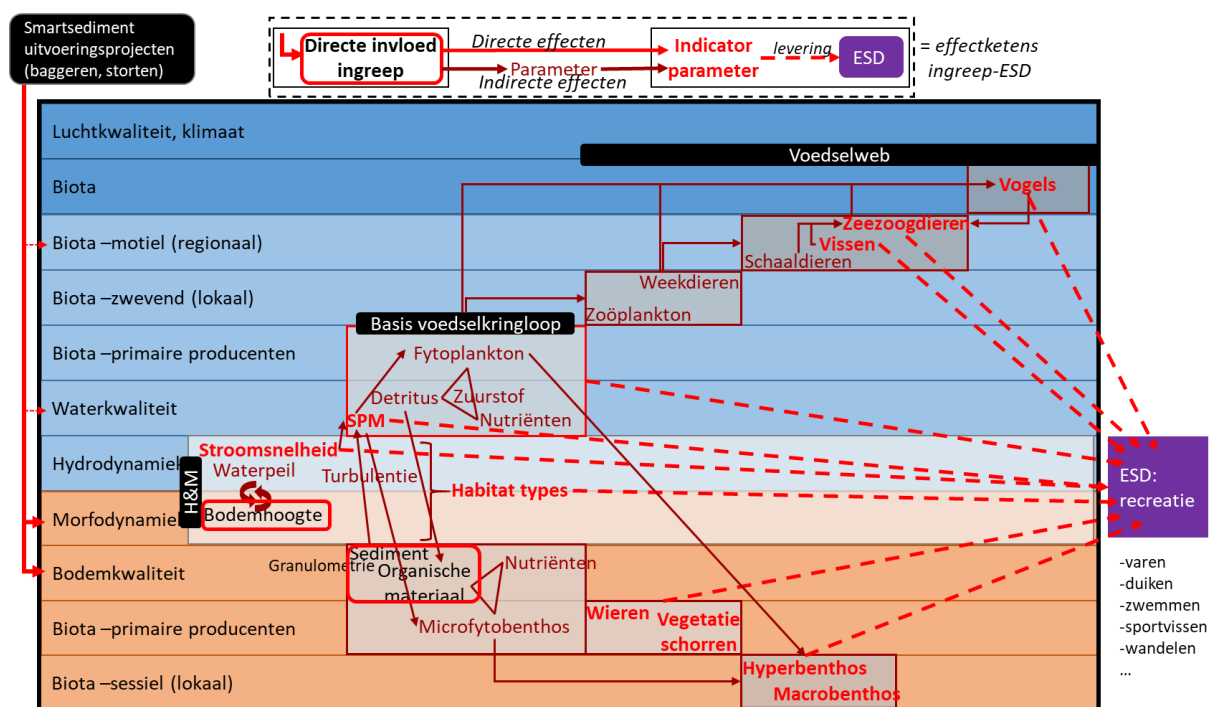 Smartsediment
uitvoeringsprojecten
(baggeren, storten)
Directe invloed
ingreep
Directe effecten
Parameter
Indirecte effecten
Indicator
parameter
levering
ESD
= effectketens
ingreep-ESD
Luchtkwaliteit, klimaat
Voedselweb
Biota
Vogels
Biota –motiel (regionaal)
Zeezoogdieren
Vissen
Schaaldieren
Biota –zwevend (lokaal)
Weekdieren
Zoöplankton
Basis voedselkringloop
Biota –primaire producenten
Fytoplankton
Detritus
Zuurstof
Waterkwaliteit
SPM
Nutriënten
Hydrodynamiek
H&M
Stroomsnelheid
Waterpeil
Turbulentie
Habitat types
Morfodynamiek
Bodemhoogte
Bodemkwaliteit
Granulometrie
Sediment
Organische
materiaal
Nutriënten
Biota –primaire producenten
Microfytobenthos
Wieren
Vegetatie
schorren
Biota –sessiel (lokaal)
Hyperbenthos
Macrobenthos
ESD:
recreatie
-varen
-duiken
-zwemmen
-sportvissen
-wandelen
...